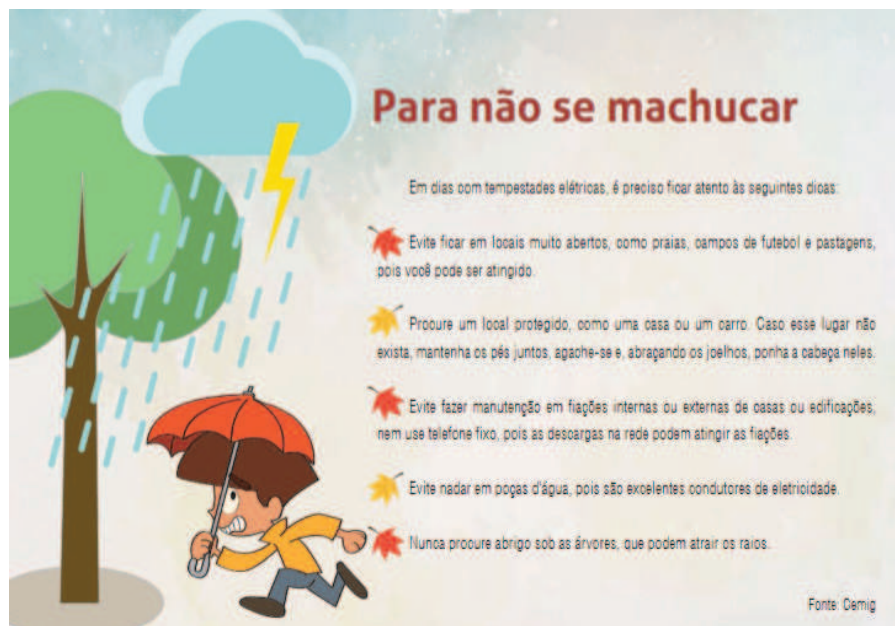 Para não se machucar
Em dias com tempestades elétricas, é preciso ficar atento às seguintes dicas:
Evite ficar em locais muito abertos, como praias, campos de futebol e pastagens,
pois você pode ser atingido.
Procure um local protegido, como uma casa ou um carro. Caso esse lugar não
exista, mantenha os pés juntos, agache-se e, abraçando os joelhos, ponha a cabeça neles.
Evite fazer manutenção em fiações internas ou externas de casas ou edificações,
nem use telefone fixo, pois as descargas na rede podem atingir as fiações.
Evite nadar em poças d'água, pois são excelentes condutores de eletricidade.
Nunca procure abrigo sob as árvores, que podem atrair os raios.
Fonte: Cemig